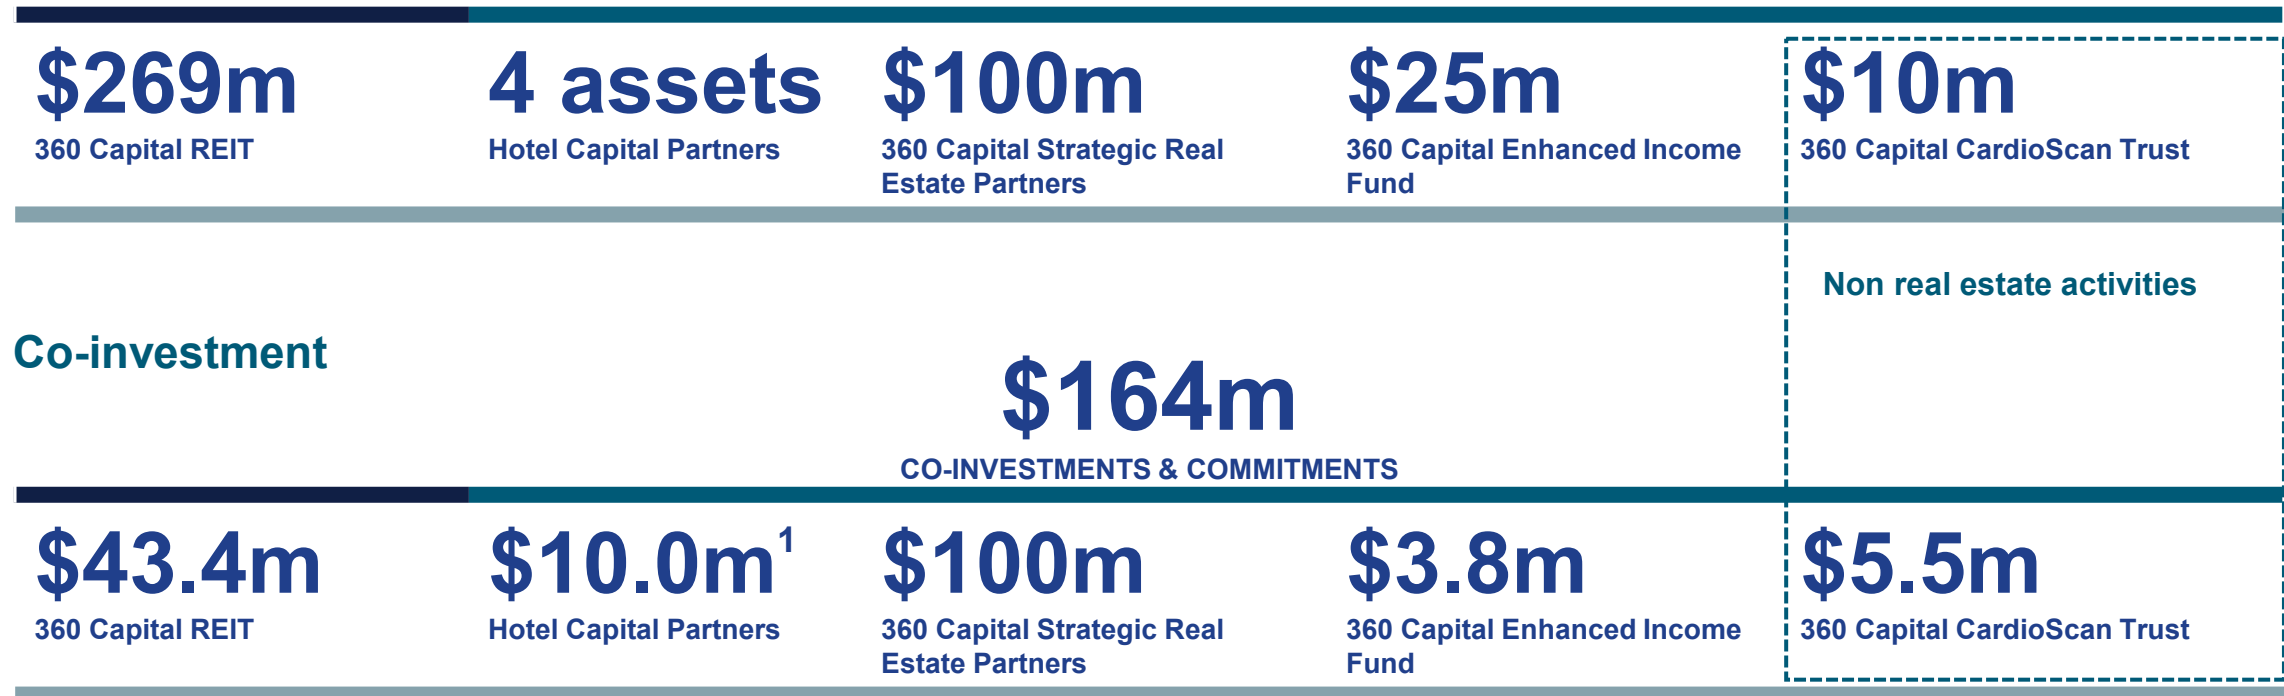 $269m
360 Capital REIT
4 assets
Hotel Capital Partners
$100m
360 Capital Strategic Real
Estate Partners
$25m
360 Capital Enhanced Income
Fund
$10m
360 Capital CardioScan Trust
Non real estate activities
Co-investment
$164m
CO-INVESTMENTS & COMMITMENTS
$43.4m
360 Capital REIT
$10.0m¹
Hotel Capital Partners
$100m
360 Capital Strategic Real
Estate Partners
$3.8m
360 Capital Enhanced Income
Fund
$5.5m
360 Capital CardioScan Trust